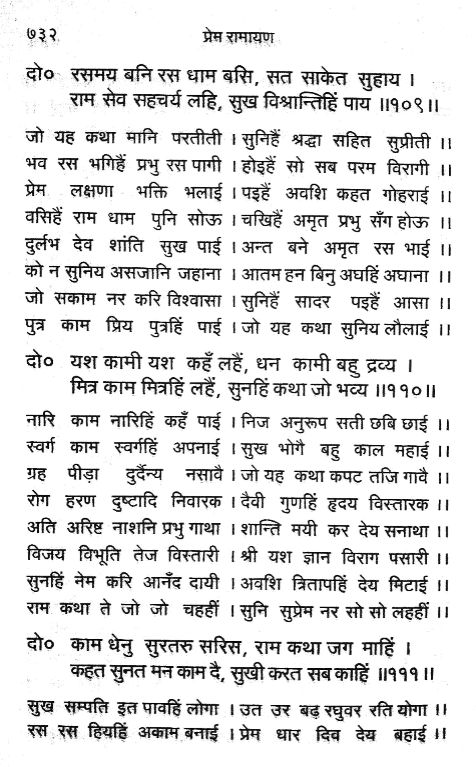 ७३२ प्रेम रामायण
दो० रसमय बनि रस धाम बसि, सत साकेत सुहाय ।
राम सेव सहचर्य लहि, सुख विश्रान्तिहिं पाय ॥१०९॥
जो यह कथा मानि परतीती । सुनिहैं श्रद्धा सहित सुप्रीती ॥
भव रस भगिहैं प्रभु रस पागी । होइहैं सो सब परम विरागी ॥
प्रेम लक्षणा भक्ति भलाई । पइहैं अवशि कहत गोहराई ॥
वसिहैं राम धाम पुनि सोऊ । चखिहैं अमृत प्रभु सँग होऊ ॥
दुर्लभ देव शांति सुख पाई । अन्त बने अमृत रस भाई ॥
को न सुनिय असजानि जहाना । आतम हन बिनु अघहिं अघाना ॥
जो सकाम नर करि विश्वासा । सुनिहैं सादर पइहैं आसा ॥
पुत्र काम प्रिय पुत्रहिं पाई । जो यह कथा सुनिय लौलाई ॥
दो० यश कामी यश कहँ लहैं, धन कामी बहु द्रव्य ।
मित्र काम मित्रहिं लहैं, सुनहिं कथा जो भव्य ॥११०॥
नारि काम नारिहिं कहँ पाई । निज अनुरूप सती छबि छाई ॥
स्वर्ग काम स्वर्गहिं अपनाई । सुख भोगै बहु काल महाई ॥
ग्रह पीड़ा दुर्दैन्य नसावै । जो यह कथा कपट तजि गावै ॥
रोग हरण दुष्टादि निवारक । दैवी गुणहिं हृदय विस्तारक ॥
अति अरिष्ट नाशनि प्रभु गाथा । शान्ति मयी कर देय सनाथा ॥
विजय विभूति तेज विस्तारी । श्री यश ज्ञान विराग पसारी ॥
सुनहिं नेम करि आनँद दायी । अवशि त्रितापहिं देय मिटाई ॥
राम कथा ते जो जो चहहीं । सुनि सुप्रेम नर सो सो लहहीं ॥
दो० काम धेनु सुरतरु सरिस, राम कथा जग माहिं ।
कहत सुनत मन काम दै, सुखी करत सब काहिं ॥१११॥
सुख सम्पति इत पावहिं लोगा । उत उर बढ़ रघुवर रति योगा ॥
रस रस हियहिं अकाम बनाई । प्रेम धार दिव देय बहाई ॥